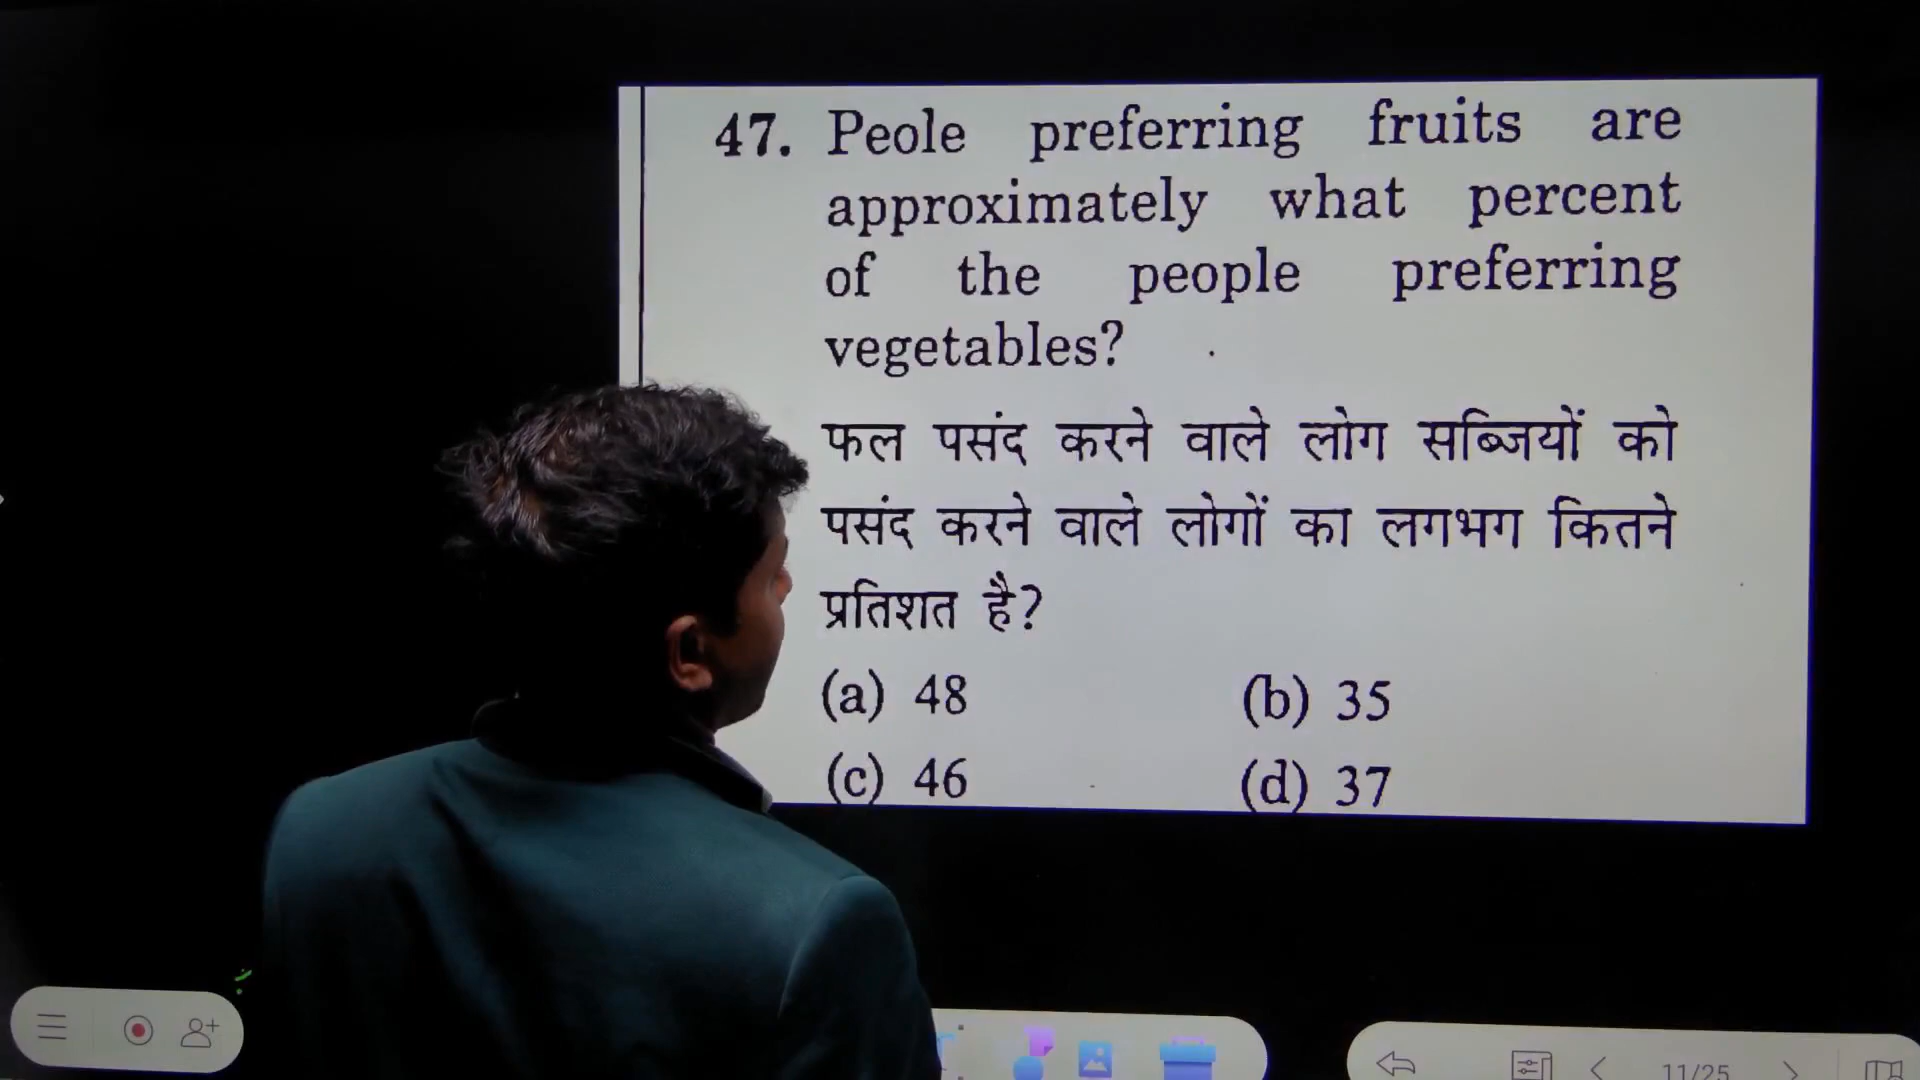 47. Peole preferring fruits are
approximately what percent
of the people preferring
vegetables?
फल पसंद करने वाले लोग सब्जियों को
पसंद करने वाले लोगों का लगभग कितने
प्रतिशत है?
(a) 48 (b) 35
(c) 46 (d) 37
11/25